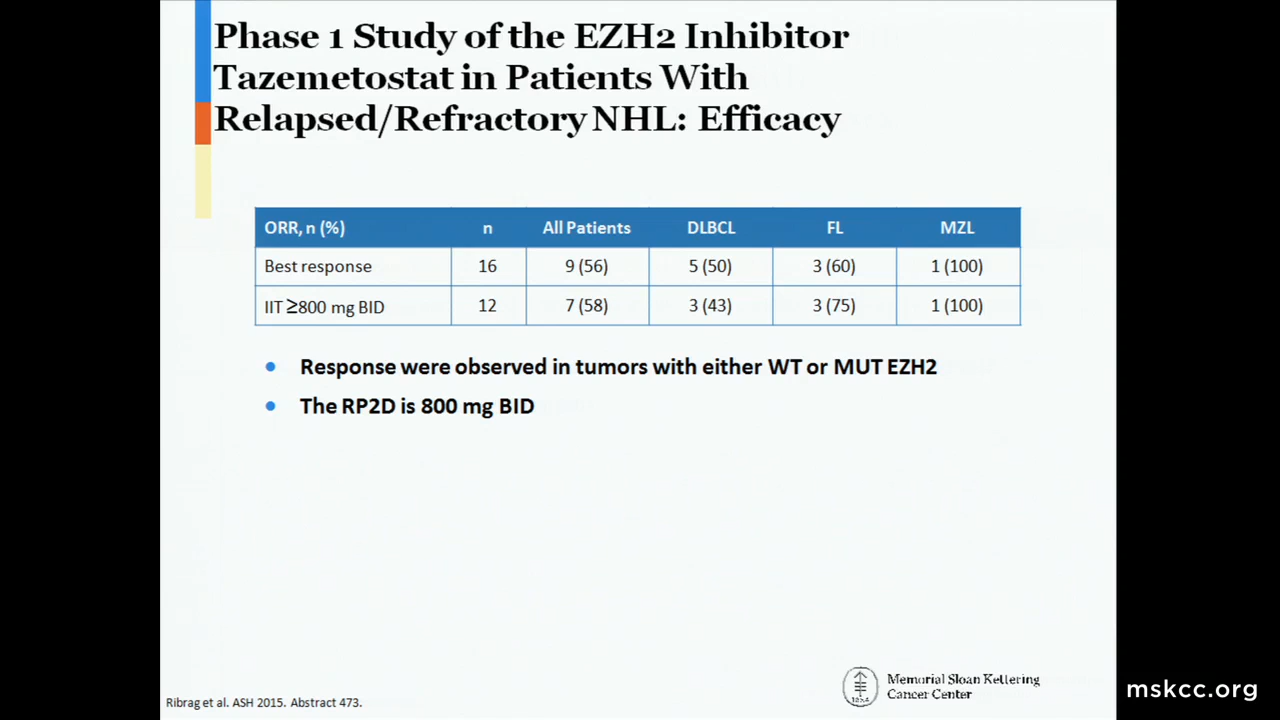 Phase 1 Study of the EZH2 Inhibitor
Tazemetostat in Patients With
Relapsed/Refractory NHL: Efficacy
ORR, n (%) n All Patients DLBCL FL MZL
Best response 16 9 (56) 5 (50) 3 (60) 1 (100)
IIT ≥800 mg BID 12 7 (58) 3 (43) 3 (75) 1 (100)
• Response were observed in tumors with either WT or MUT EZH2
• The RP2D is 800 mg BID
Memorial Sloan Kettering
Cancer Center
mskcc.org
Ribrag et al. ASH 2015. Abstract 473.